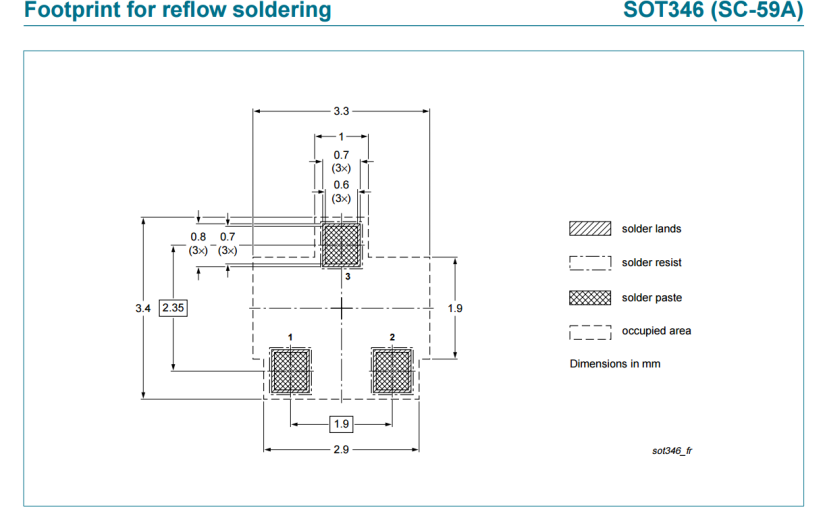 Footprint for reflow soldering
SOT346 (SC-59A)
3.3
1
0.7
(3×)
0.6
(3×)
0.8
(3×)
0.7
(3×)
3
3.4
2.35
1.9
1
2
1.9
2.9
solder lands
solder resist
solder paste
occupied area
Dimensions in mm
sot346_fr